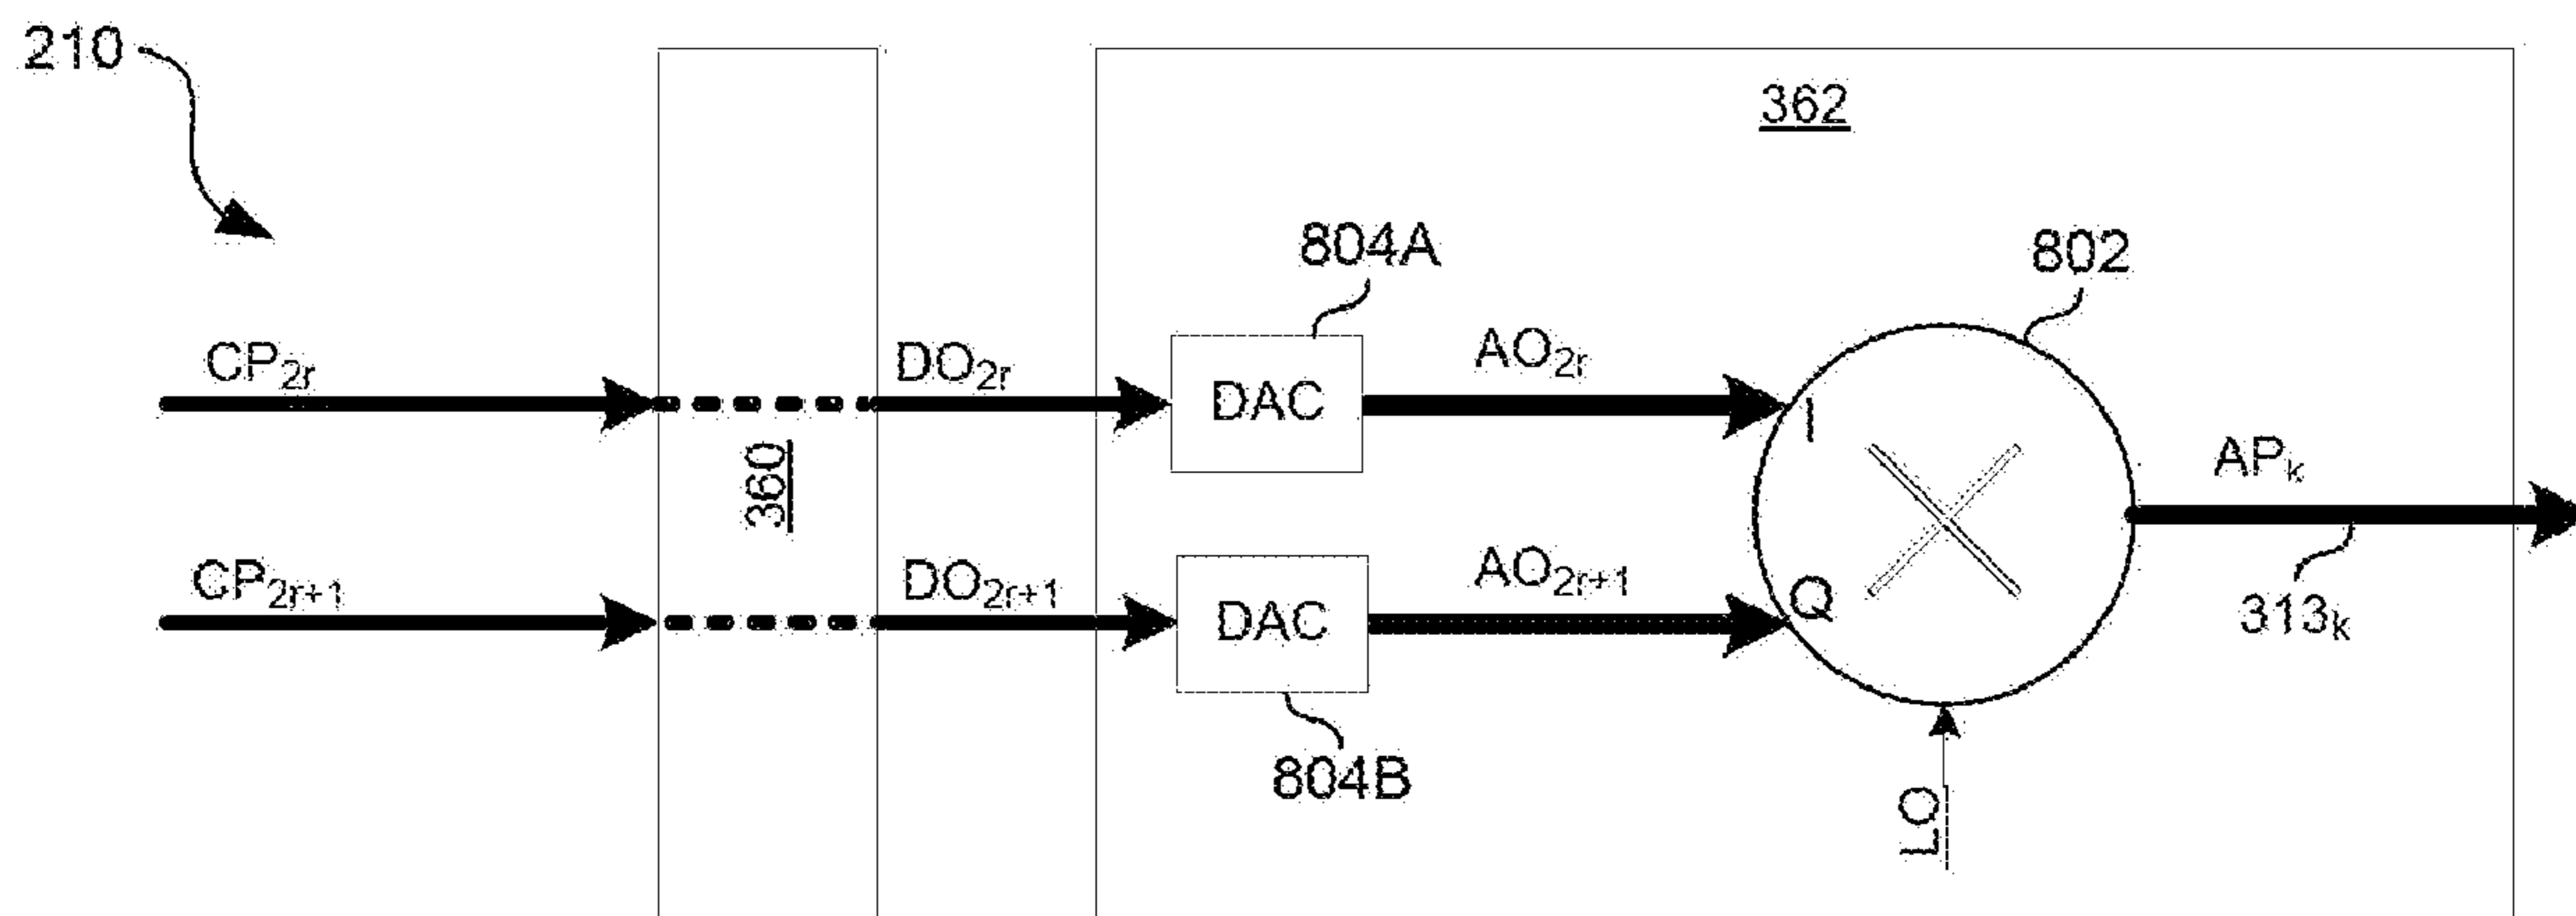 210
362
804A
802
CP2r
DO2r
DAC
AO2r
I
360
APk
CP2r+1
DO2r+1
DAC
AO2r+1
Q
313k
804B
LO